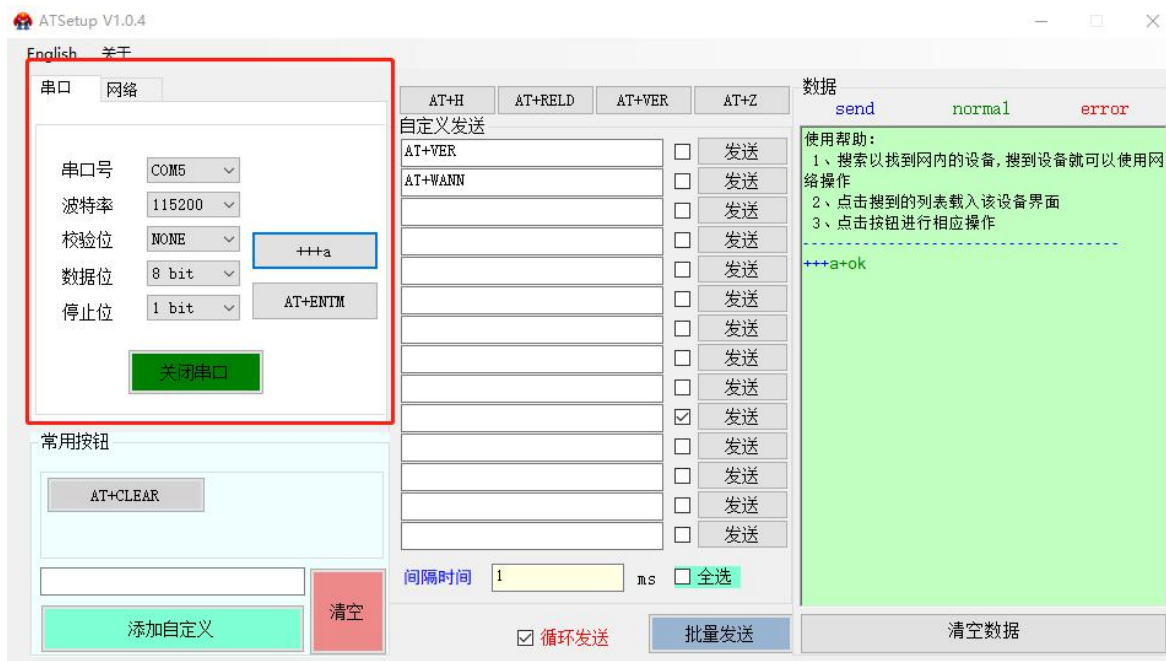 ATSetup V1.0.4
English 关于
串口 网络
串口号 COM5
波特率 115200
校验位 NONE
数据位 8 bit
停止位 1 bit
+++a
AT+ENTM
关闭串口
常用按钮
AT+CLEAR
添加自定义
清空
AT+H AT+RELD AT+VER AT+Z
自定义发送
AT+VER 发送
AT+WANN 发送
发送
发送
发送
发送
发送
发送
发送
发送
发送
发送
发送
发送
间隔时间 1 ms 全选
循环发送 批量发送
数据
send normal error
使用帮助:
1、搜索以找到网内的设备,搜到设备就可以使用网
络操作
2、点击搜到的列表载入该设备界面
3、点击按钮进行相应操作
+++a+ok
清空数据